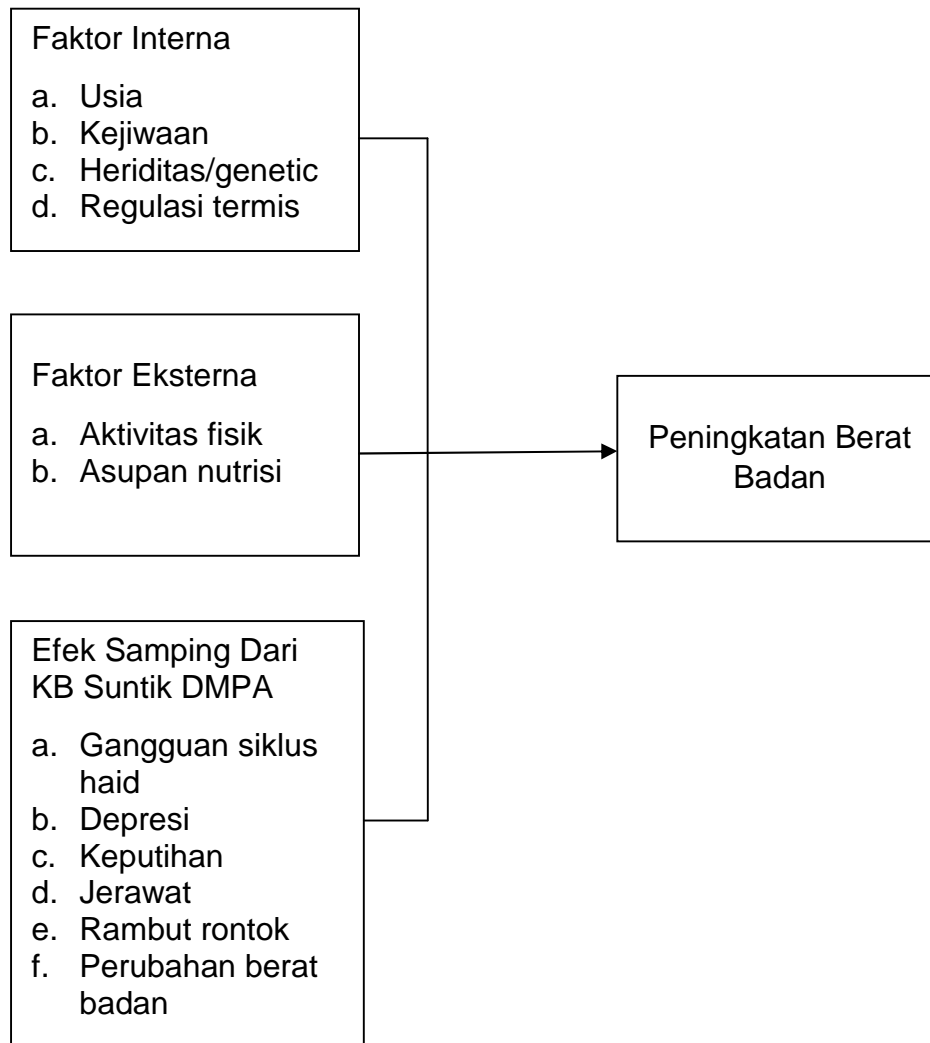 Faktor Interna
a. Usia
b. Kejiwaan
c. Heriditas/genetic
d. Regulasi termis
Faktor Eksterna
a. Aktivitas fisik
b. Asupan nutrisi
Peningkatan Berat
Badan
Efek Samping Dari
KB Suntik DMPA
a. Gangguan siklus
haid
b. Depresi
c. Keputihan
d. Jerawat
e. Rambut rontok
f. Perubahan berat
badan